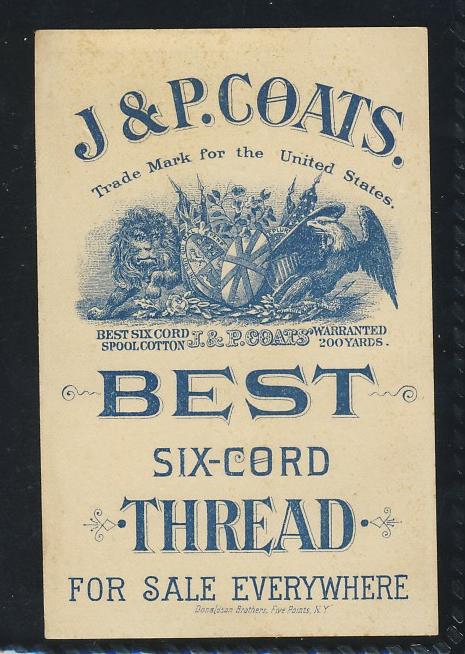 J & P. COATS.
Trade Mark for the United States.
BEST SIX CORD J. & P. COATS WARRANTED
SPOOL COTTON 200 YARDS.
BEST
SIX-CORD
THREAD
FOR SALE EVERYWHERE
Donaldson Brothers, Five Points, N.Y